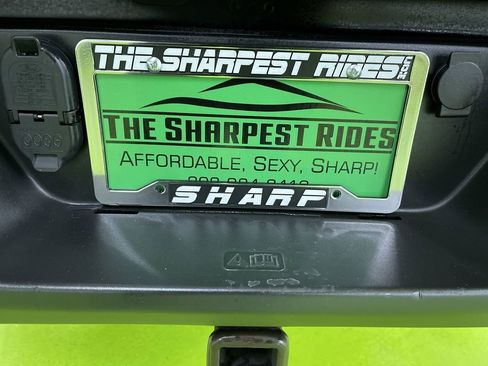 THE SHARPEST RIDES
THE SHARPEST RIDES
AFFORDABLE, SEXY, SHARP!
SHARP